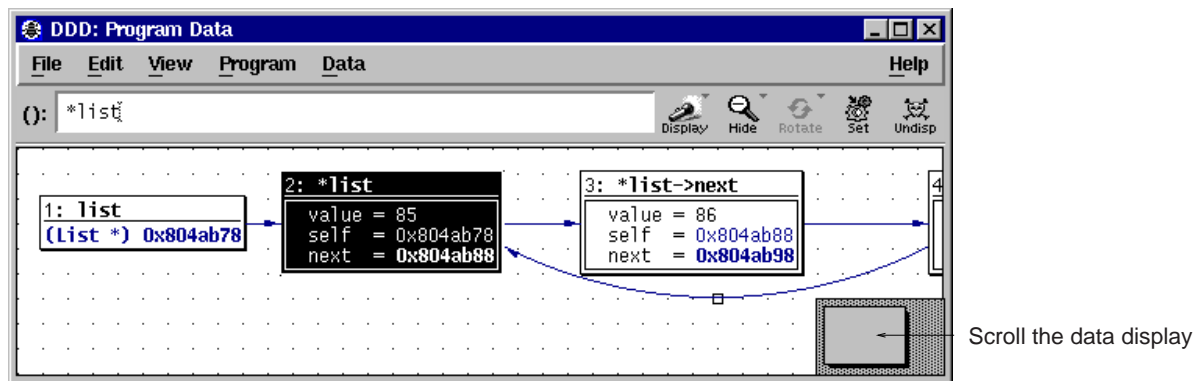 DDD: Program Data
File Edit View Program Data Help
(): *list
Display Hide Rotate Set Undisp
1: list
(List *) 0x804ab78
2: *list
value = 85
self = 0x804ab78
next = 0x804ab88
3: *list->next
value = 86
self = 0x804ab88
next = 0x804ab98
4
Scroll the data display